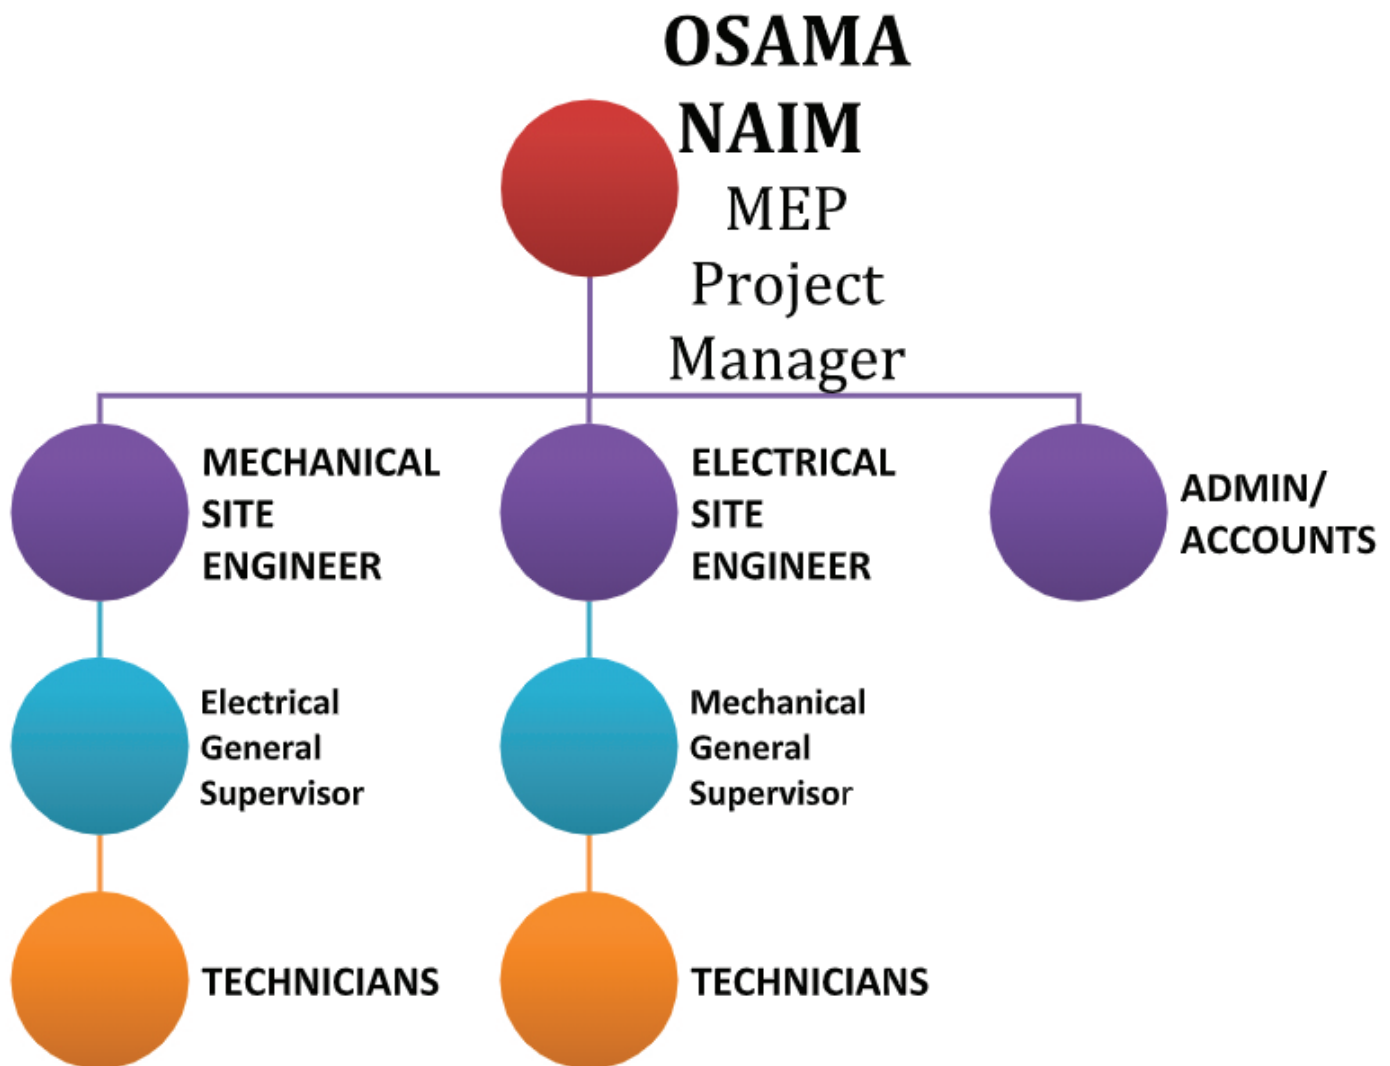 OSAMA
NAIM
MEP
Project
Manager
MECHANICAL
SITE
ENGINEER
ELECTRICAL
SITE
ENGINEER
ADMIN/
ACCOUNTS
Electrical
General
Supervisor
Mechanical
General
Supervisor
TECHNICIANS
TECHNICIANS